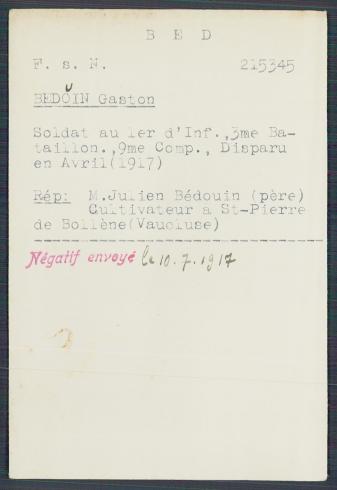 B E D
F. s. N. 215345
BEDOUIN Gaston
Soldat au 1er d'Inf.,3me Ba-
taillon.,9me Comp., Disparu
en Avril(1917)
Rép: M.Julien Bédouin (père)
Cultivateur a St-Pierre
de Bollène(Vaucluse)
Négatif envoyé le 10.7.1917